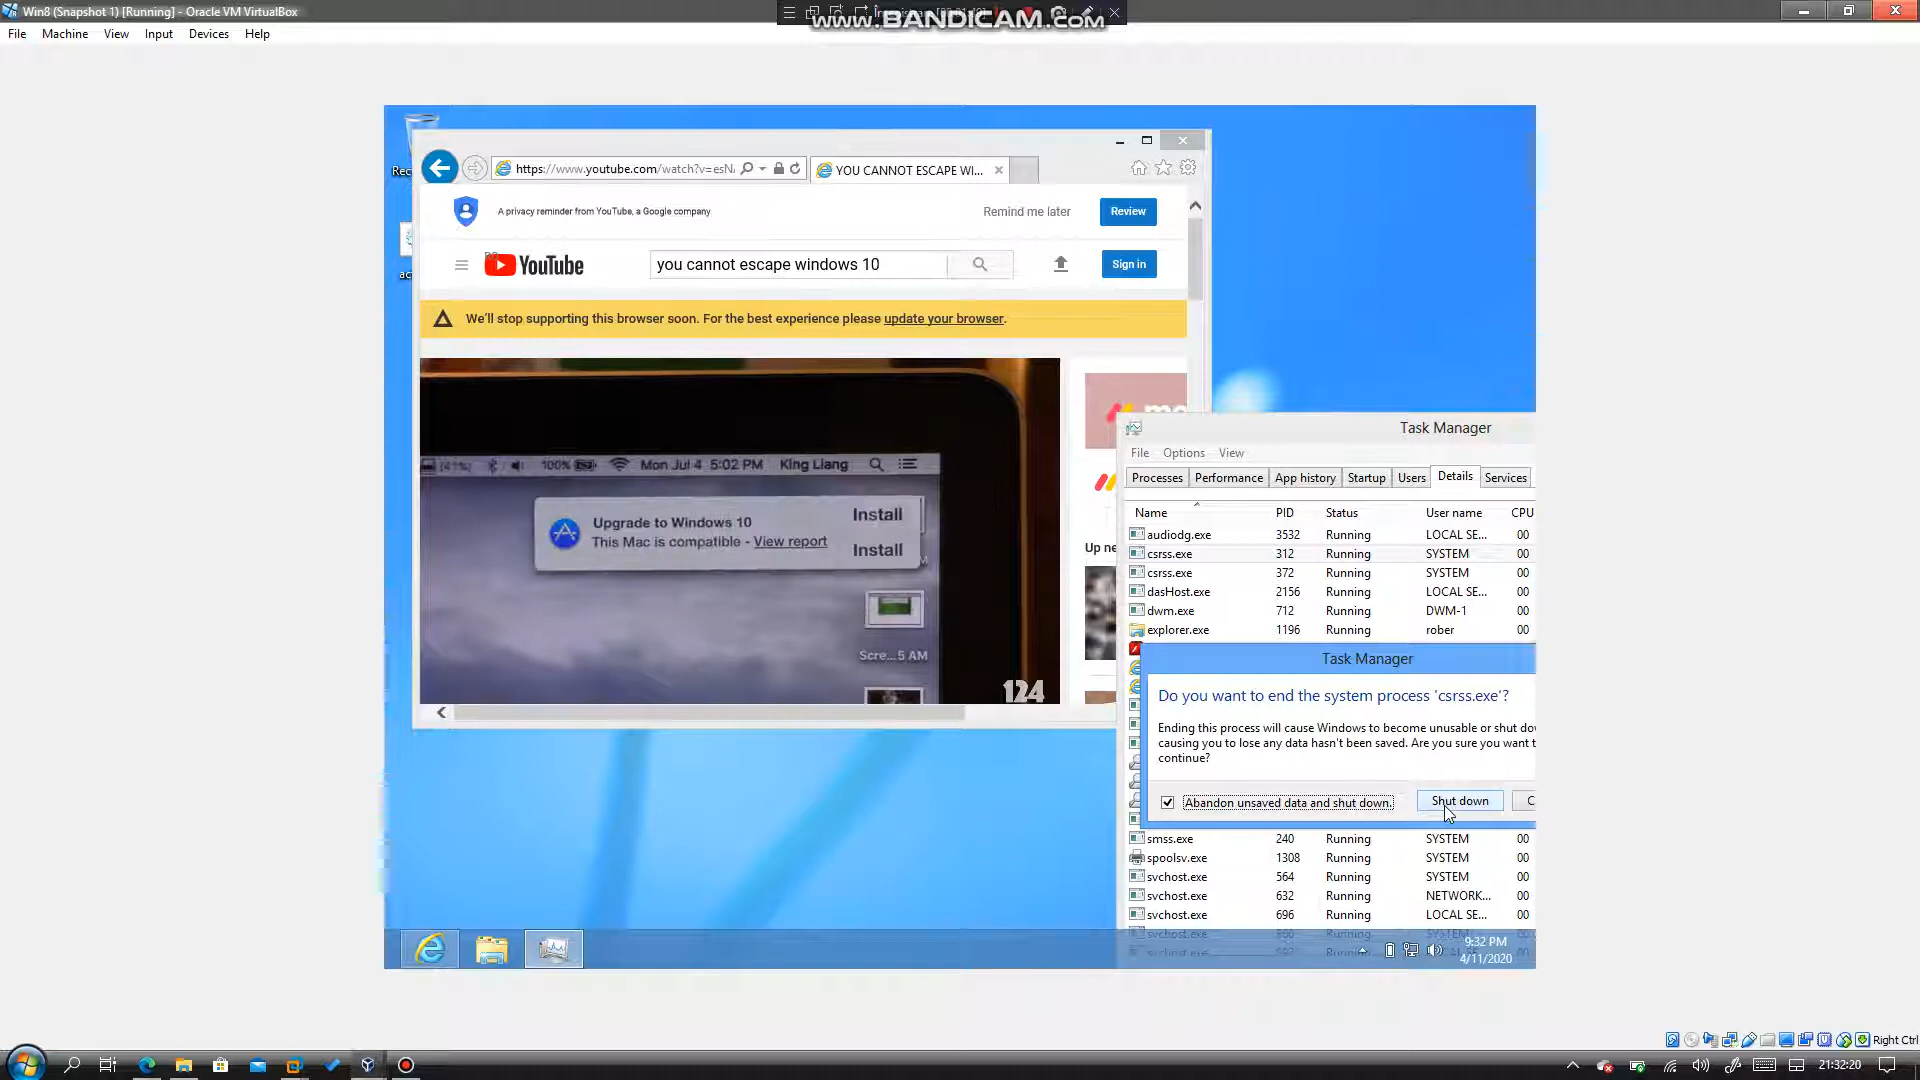 Win8 (Snapshot 1) [Running] - Oracle VM VirtualBox
www.BANDICAM.com
File Machine View Input Devices Help
https://www.youtube.com/watch?v=esN
YOU CANNOT ESCAPE WI...
A privacy reminder from YouTube, a Google company
Remind me later
Review
YouTube
you cannot escape windows 10
Sign in
We'll stop supporting this browser soon. For the best experience please update your browser.
Mon Jul 4 5:02 PM King Liang
100%
Upgrade to Windows 10
This Mac is compatible - View report
Install
Install
Scre...5 AM
124
Up ne
Task Manager
File Options View
Processes Performance App history Startup Users Details Services
Name PID Status User name CPU
audiodg.exe 3532 Running LOCAL SE... 00
csrss.exe 312 Running SYSTEM 00
csrss.exe 372 Running SYSTEM 00
dasHost.exe 2156 Running LOCAL SE... 00
dwm.exe 712 Running DWM-1 00
explorer.exe 1196 Running rober 00
Task Manager
Do you want to end the system process 'csrss.exe'?
Ending this process will cause Windows to become unusable or shut dow
causing you to lose any data hasn't been saved. Are you sure you want t
continue?
Abandon unsaved data and shut down.
Shut down
C
smss.exe 240 Running SYSTEM 00
spoolsv.exe 1308 Running SYSTEM 00
svchost.exe 564 Running SYSTEM 00
svchost.exe 632 Running NETWORK... 00
svchost.exe 696 Running LOCAL SE... 00
9:32 PM
4/11/2020
Right Ctrl
21:32:20